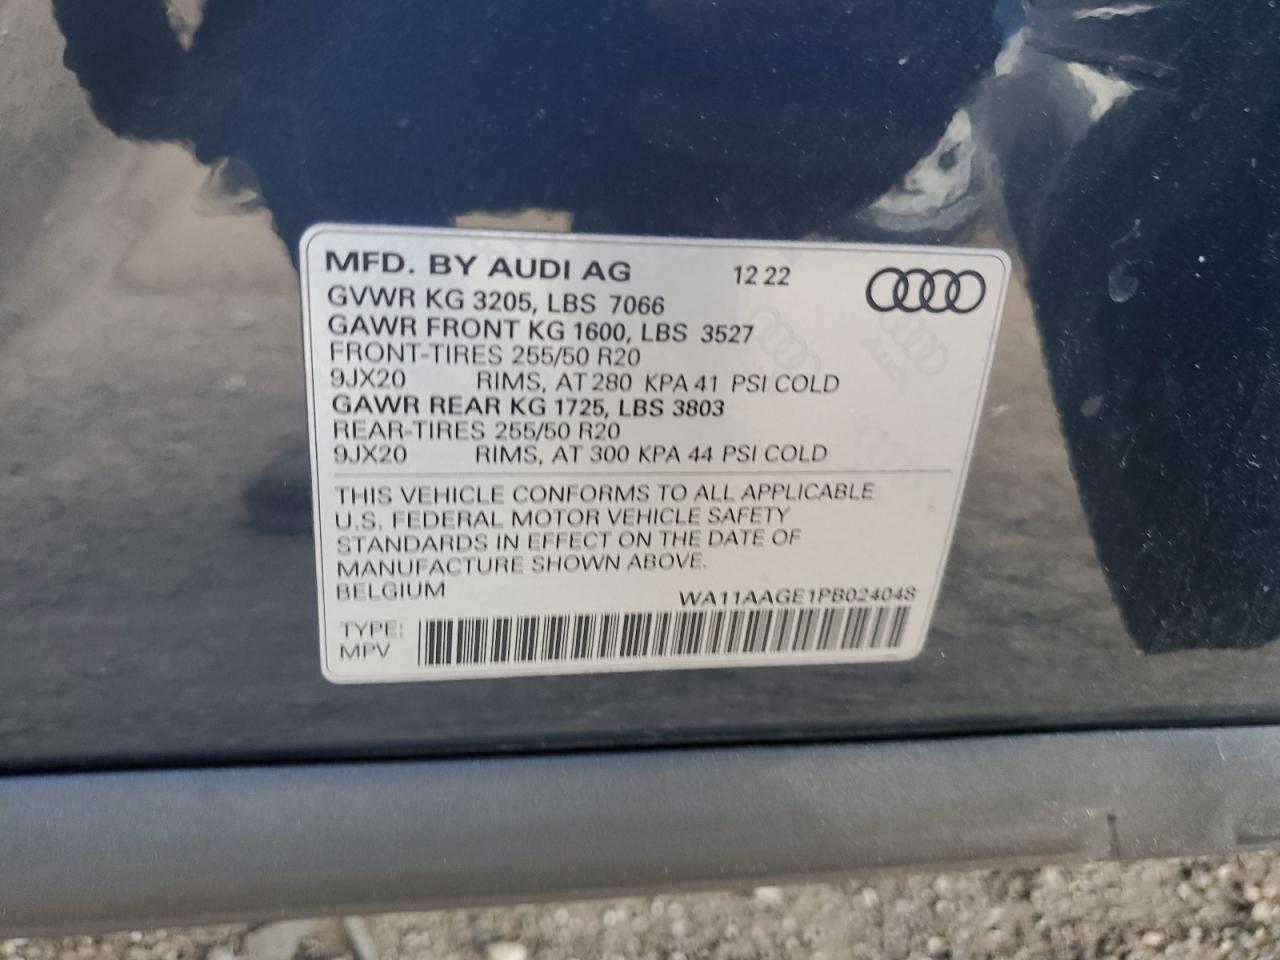 MFD. BY AUDI AG 12 22
GVWR KG 3205, LBS 7066
GAWR FRONT KG 1600, LBS 3527
FRONT-TIRES 255/50 R20
9JX20 RIMS, AT 280 KPA 41 PSI COLD
GAWR REAR KG 1725, LBS 3803
REAR-TIRES 255/50 R20
9JX20 RIMS, AT 300 KPA 44 PSI COLD
THIS VEHICLE CONFORMS TO ALL APPLICABLE
U.S. FEDERAL MOTOR VEHICLE SAFETY
STANDARDS IN EFFECT ON THE DATE OF
MANUFACTURE SHOWN ABOVE.
BELGIUM
WA11AAGE1PB024048
TYPE:
MPV